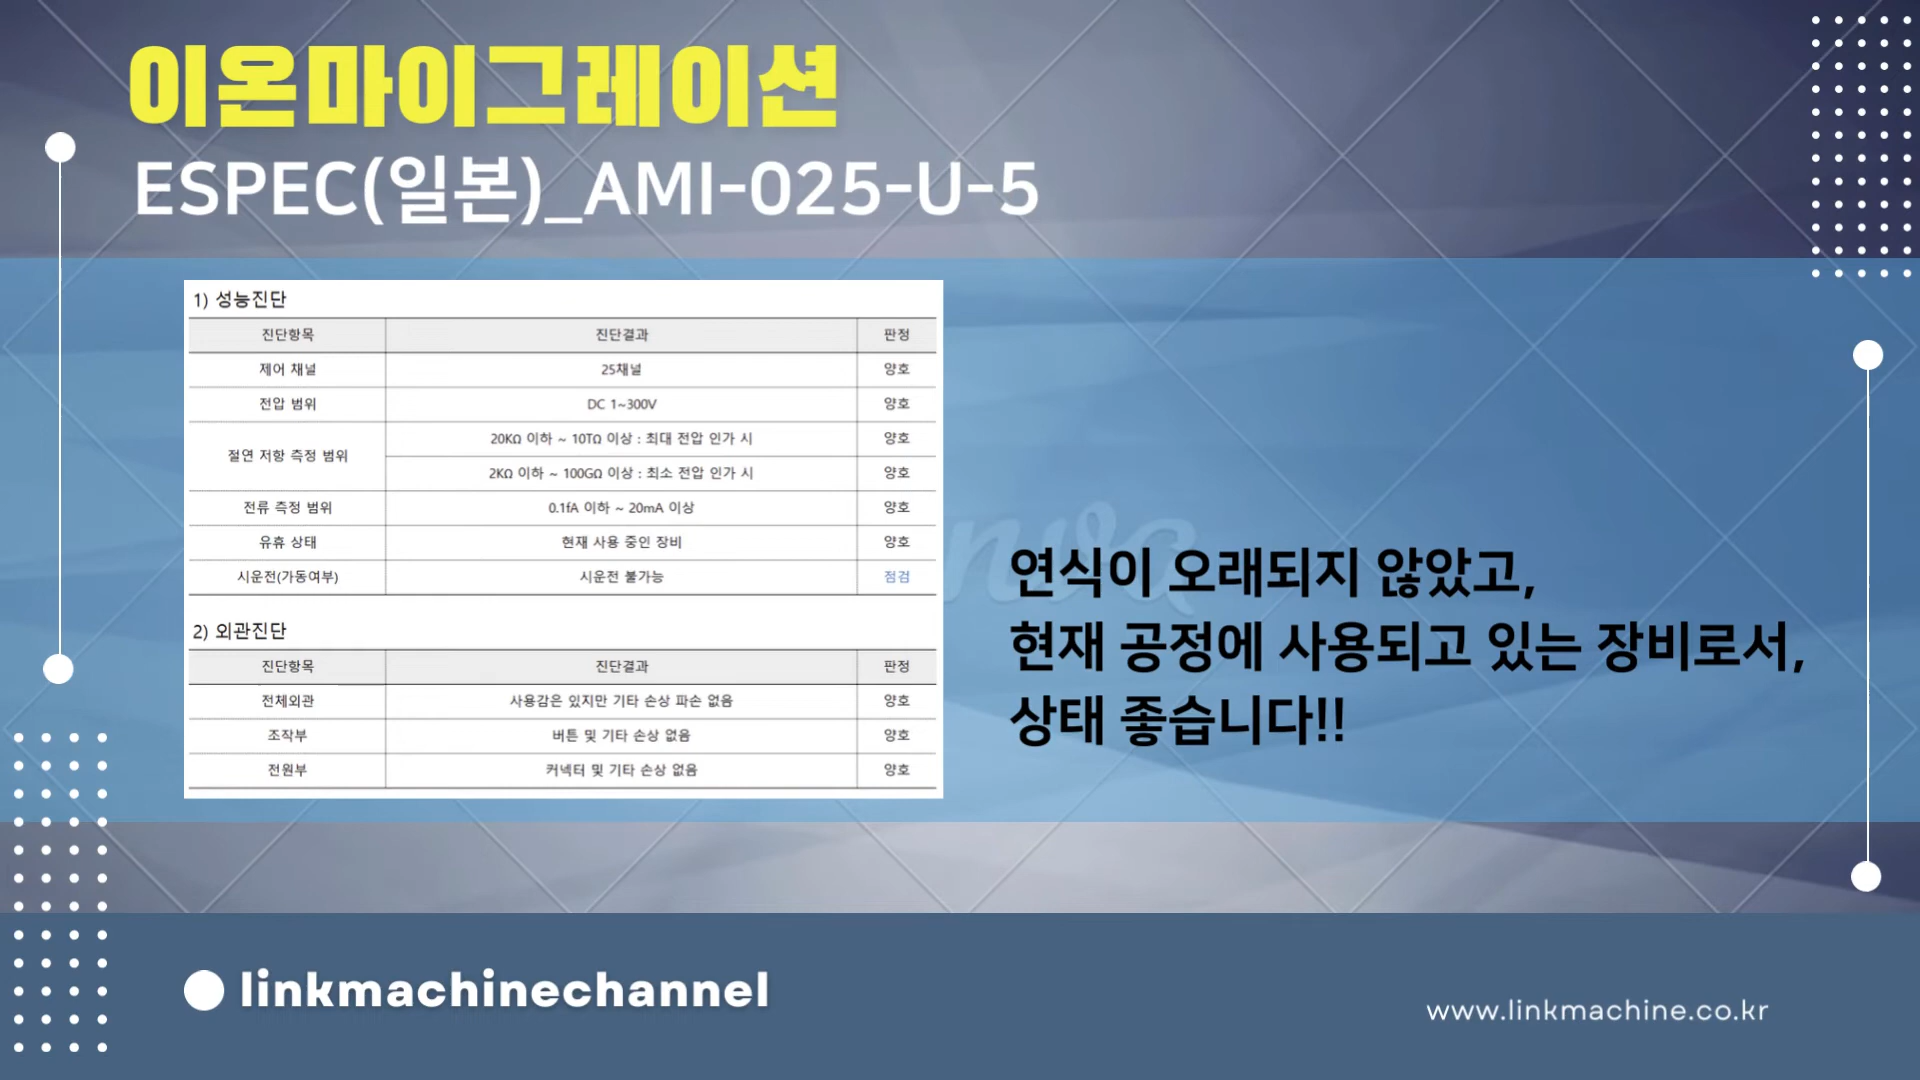 이온마이그레이션
ESPEC(일본)_AMI-025-U-5
1) 성능진단
진단항목 진단결과 판정
제어 채널 25채널 양호
전압 범위 DC 1~300V 양호
절연 저항 측정 범위 20KΩ 이하 ~ 10TΩ 이상 : 최대 전압 인가 시 양호
2KΩ 이하 ~ 100GΩ 이상 : 최소 전압 인가 시 양호
전류 측정 범위 0.1fA 이하 ~ 20mA 이상 양호
유휴 상태 현재 사용 중인 장비 양호
시운전(가동여부) 시운전 불가능 점검
2) 외관진단
진단항목 진단결과 판정
전체외관 사용감은 있지만 기타 손상 파손 없음 양호
조작부 버튼 및 기타 손상 없음 양호
전원부 커넥터 및 기타 손상 없음 양호
연식이 오래되지 않았고,
현재 공정에 사용되고 있는 장비로서,
상태 좋습니다!!
linkmachinechannel
www.linkmachine.co.kr